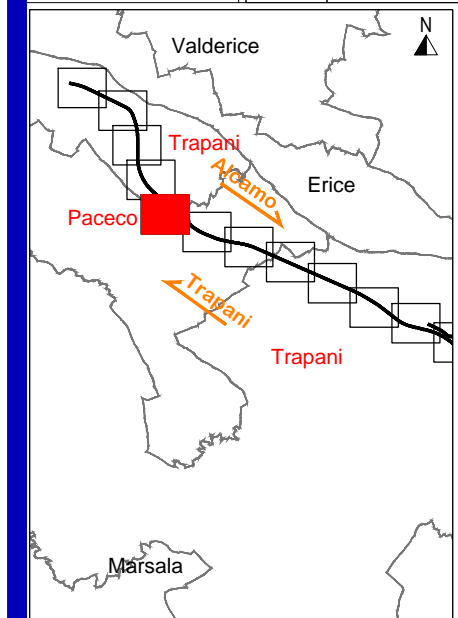 N
Valderice
Trapani
Alcamo
Erice
Paceco
Trapani
Trapani
Marsala